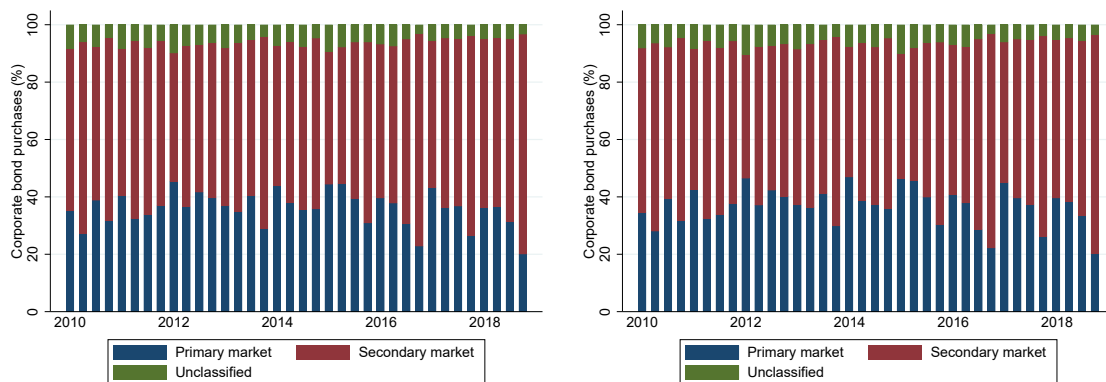 Corporate bond purchases (%)
100
80
60
40
20
0
2010 2012 2014 2016 2018
Primary market Secondary market
Unclassified
Corporate bond purchases (%)
100
80
60
40
20
0
2010 2012 2014 2016 2018
Primary market Secondary market
Unclassified